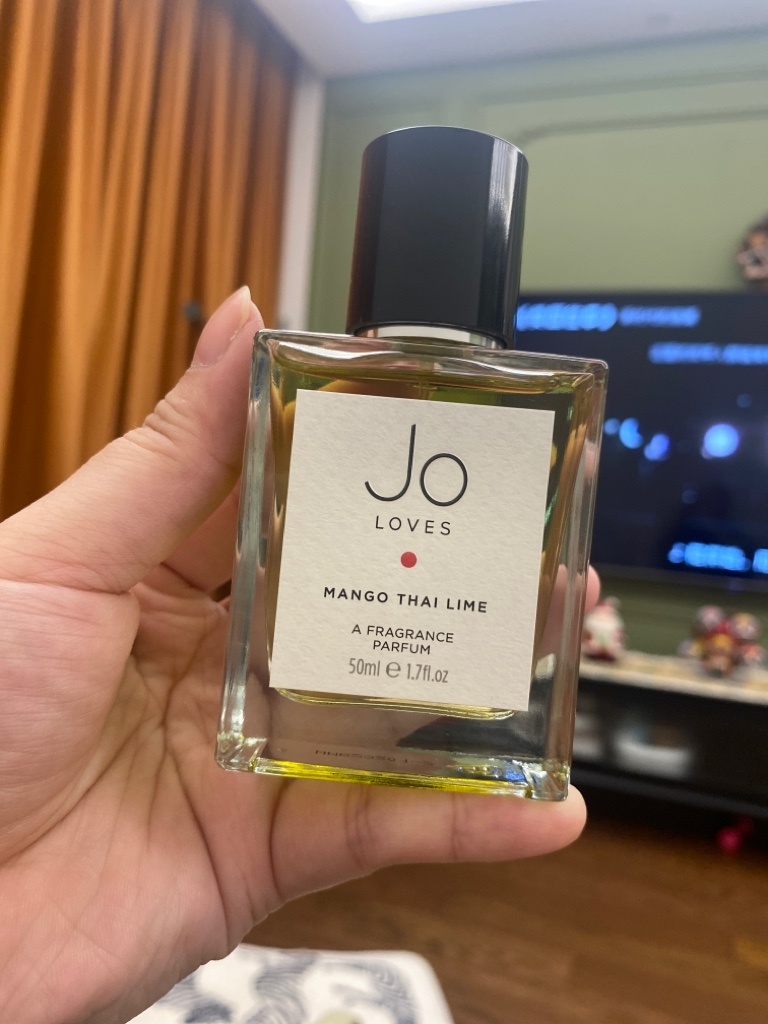 Jo
LOVES
MANGO THAI LIME
A FRAGRANCE
PARFUM
50ml ℮ 1.7fl.oz